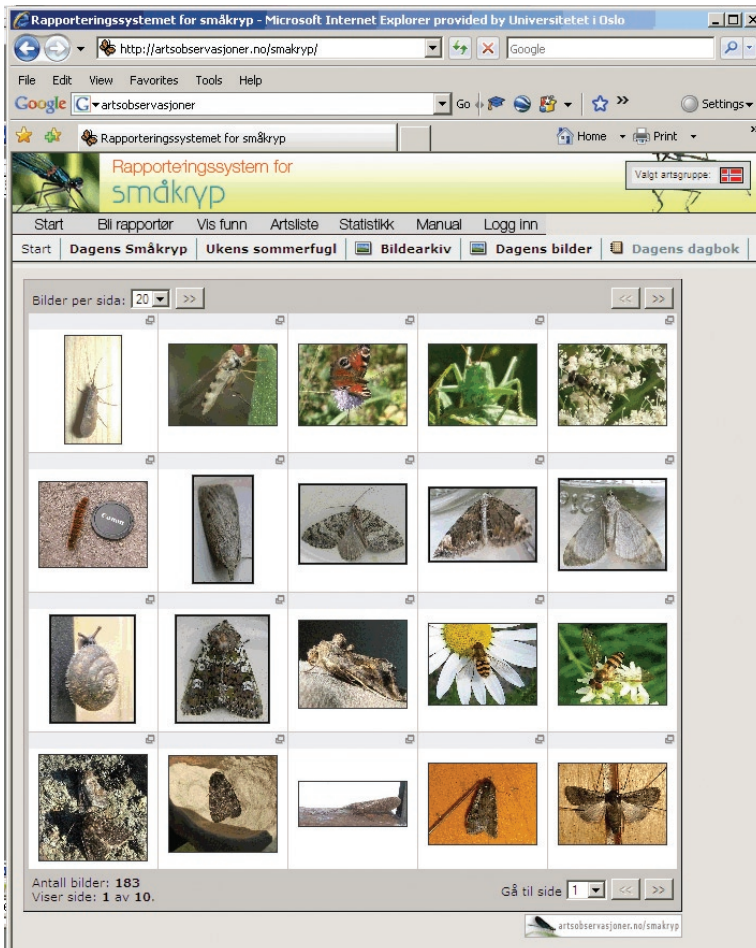 Rapporteringssystemet for småkryp - Microsoft Internet Explorer provided by Universitetet i Oslo
http://artsobservasjoner.no/smakryp/
Google
File Edit View Favorites Tools Help
Google G artsobservasjoner Go Settings
Rapporteringssystemet for småkryp Home Print
Rapporteringssystem for
småkryp
Valgt artsgruppe:
Start Bli rapportør Vis funn Artsliste Statistikk Manual Logg inn
Start Dagens Småkryp Ukens sommerfugl Bildearkiv Dagens bilder Dagens dagbok
Bilder per sida: 20 >> << >>
Canon
Antall bilder: 183
Viser side: 1 av 10.
Gå til side 1 << >>
artsobservasjoner.no/smakryp